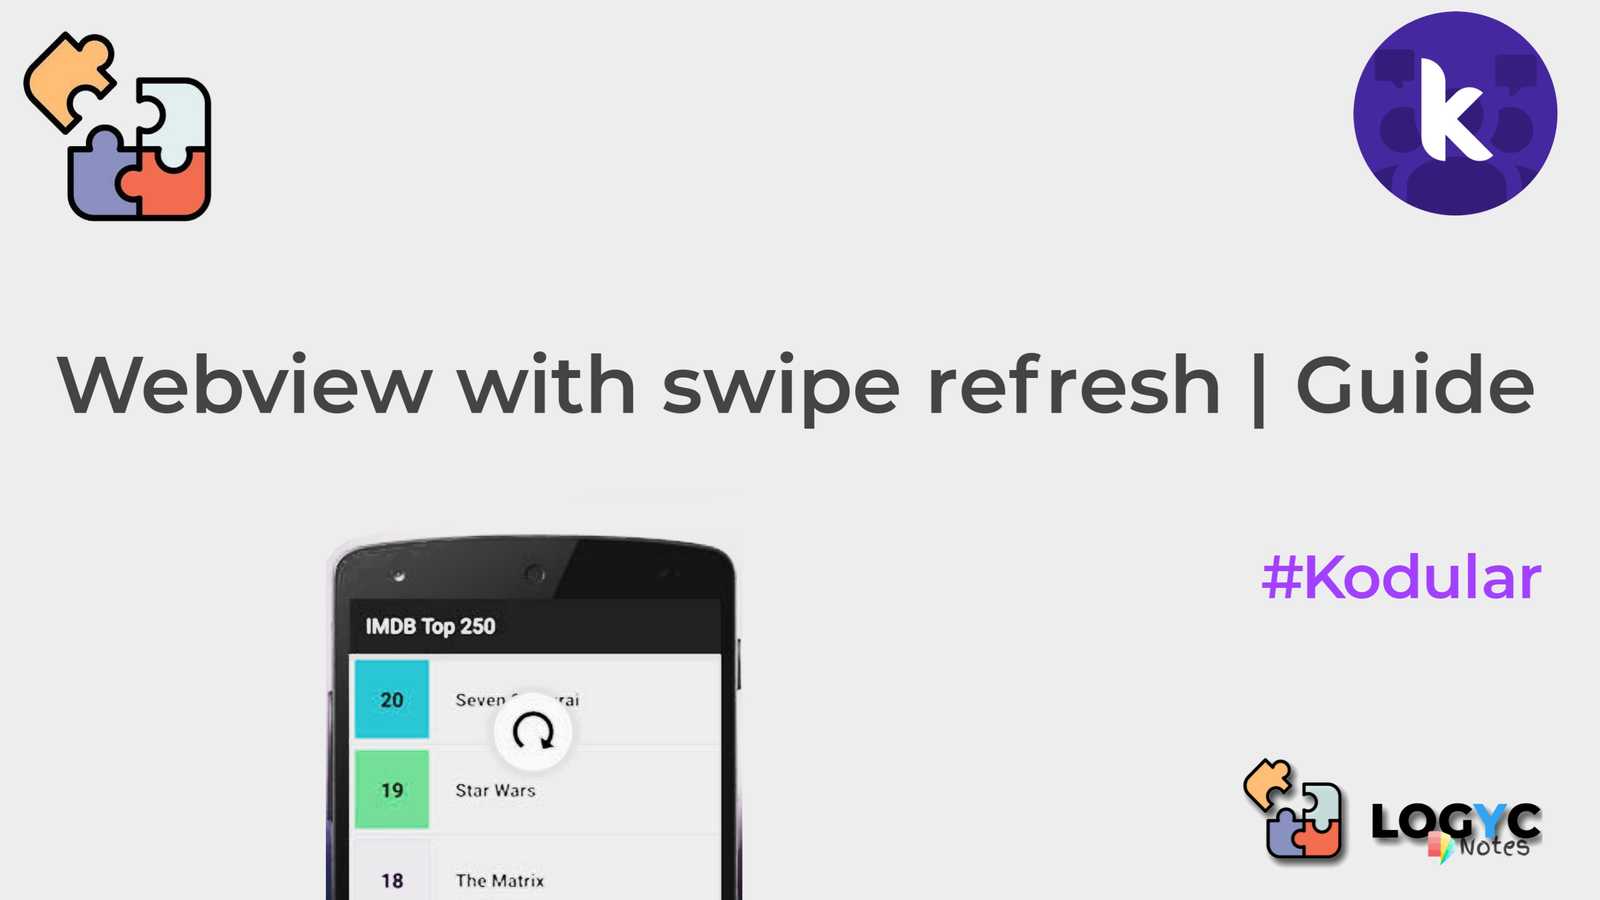 k
Webview with swipe refresh | Guide
#Kodular
IMDB Top 250
20 Seven
19 Star Wars
18 The Matrix
LOGYC
Notes